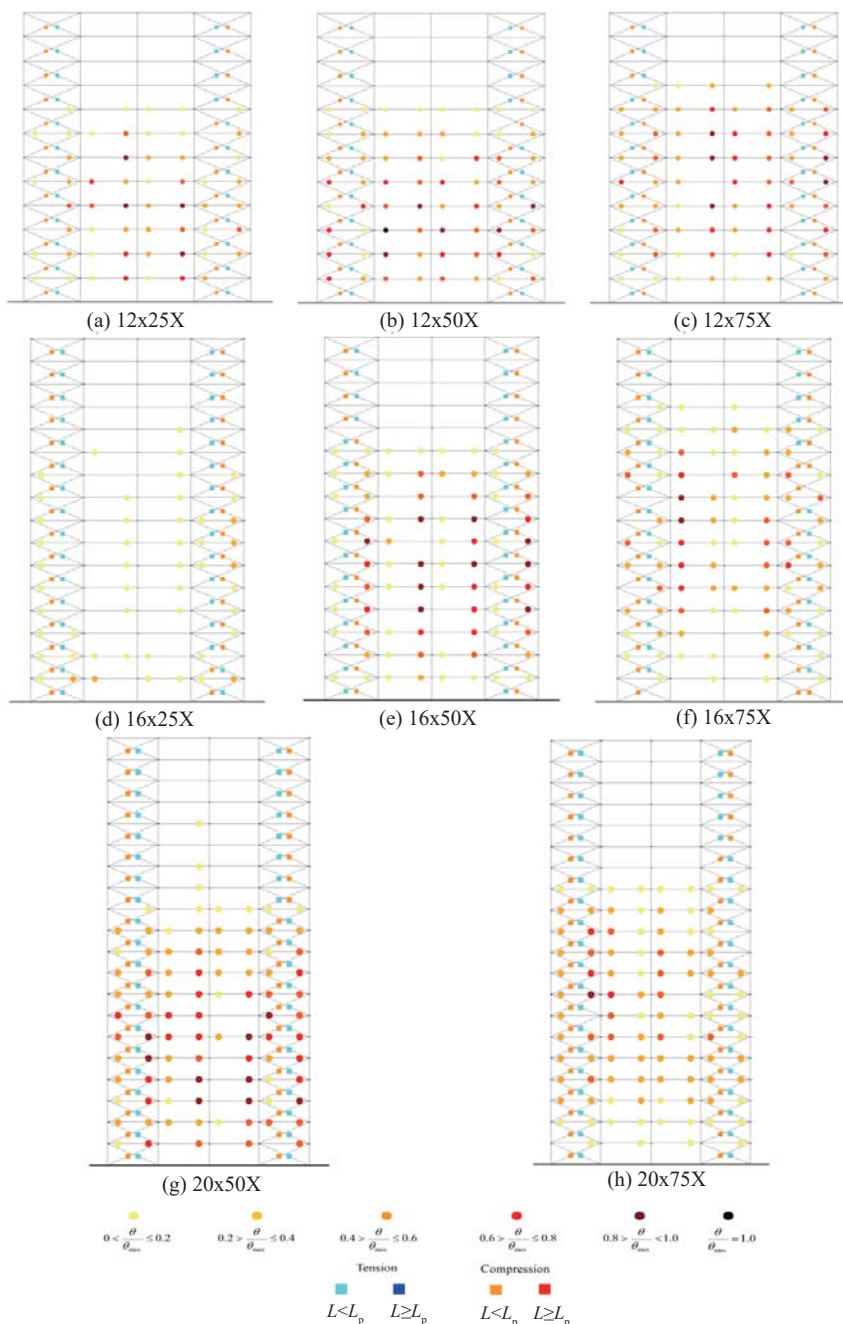 (a) 12x25X
(b) 12x50X
(c) 12x75X
(d) 16x25X
(e) 16x50X
(f) 16x75X
(g) 20x50X
(h) 20x75X
0 < θ/θmax ≤ 0.2
0.2 > θ/θmax ≤ 0.4
0.4 > θ/θmax ≤ 0.6
0.6 > θ/θmax ≤ 0.8
0.8 > θ/θmax < 1.0
θ/θmax = 1.0
Tension
Compression
L<Lp
L≥Lp
L<Lp
L≥Lp